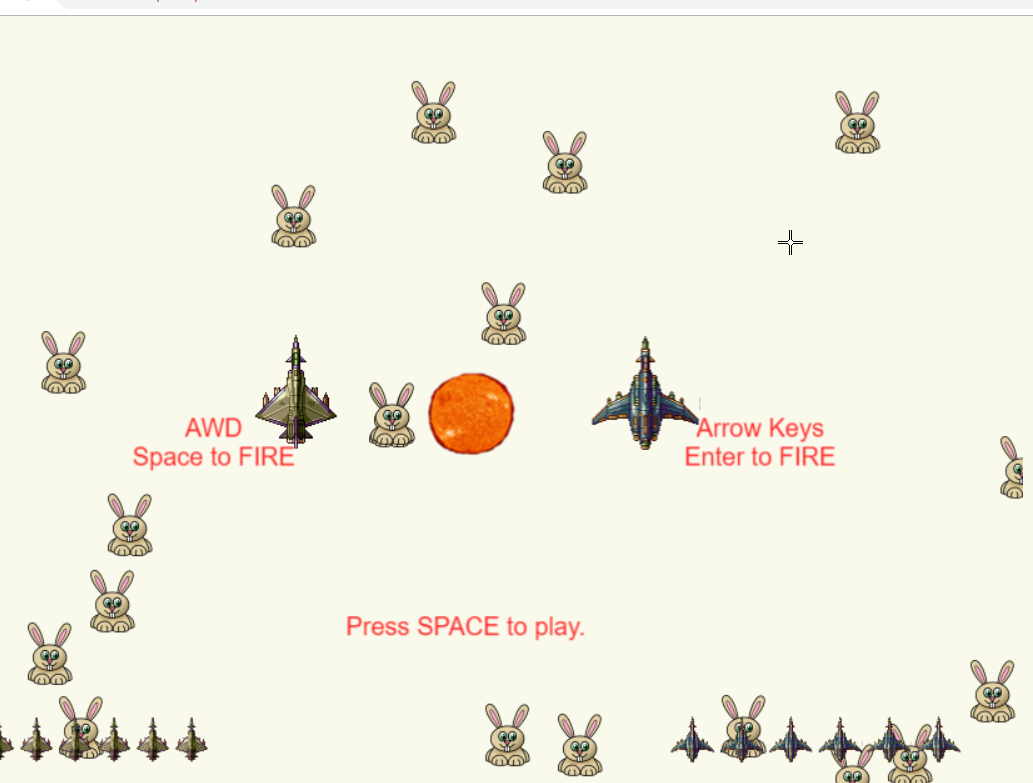 AWD
Space to FIRE
Arrow Keys
Enter to FIRE
Press SPACE to play.